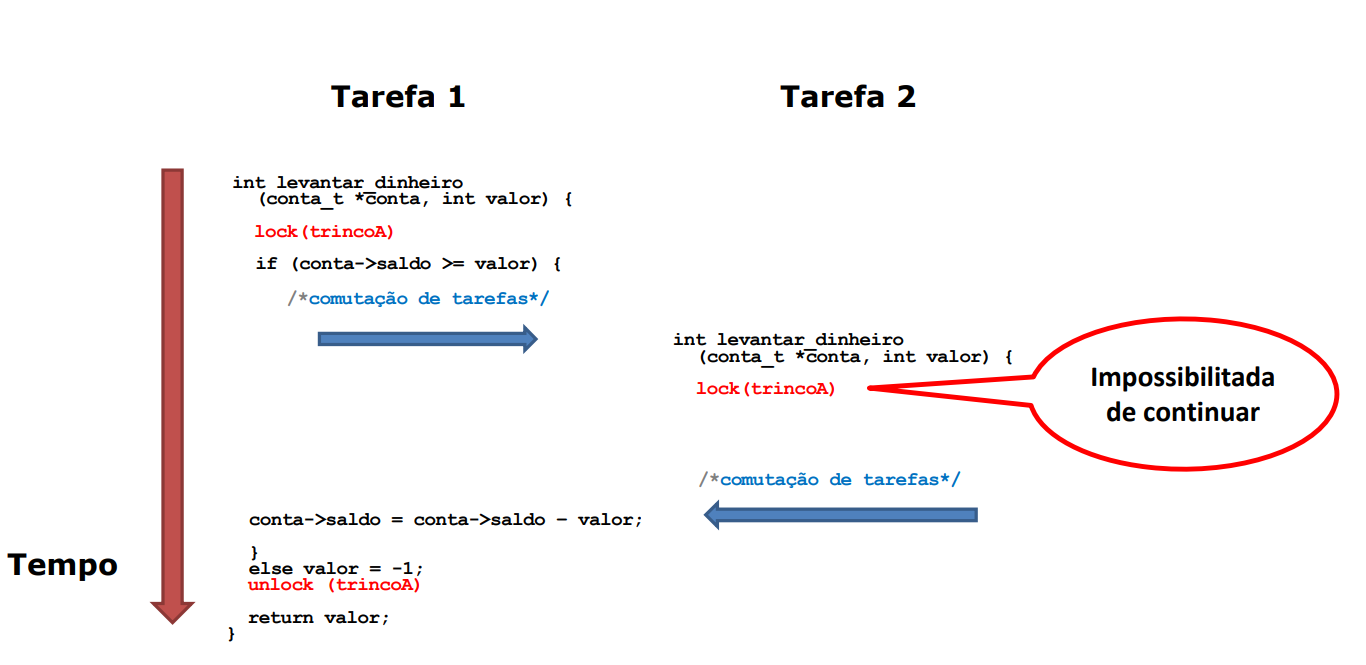 Tarefa 1
Tarefa 2
int levantar_dinheiro
(conta_t *conta, int valor) {
lock(trincoA)
if (conta->saldo >= valor) {
/*comutação de tarefas*/
int levantar_dinheiro
(conta_t *conta, int valor) {
lock(trincoA)
Impossibilitada
de continuar
/*comutação de tarefas*/
conta->saldo = conta->saldo – valor;
}
else valor = -1;
unlock (trincoA)
return valor;
}
Tempo